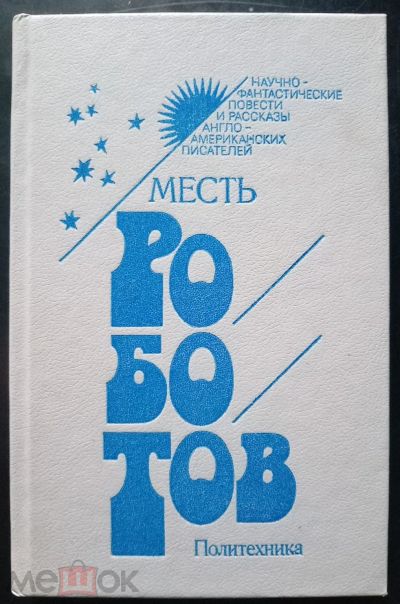 НАУЧНО-
ФАНТАСТИЧЕСКИЕ
ПОВЕСТИ
И РАССКАЗЫ
АНГЛО-
АМЕРИКАНСКИХ
ПИСАТЕЛЕЙ
МЕСТЬ
РО/
БО/
ТОВ
Политехника
мешок